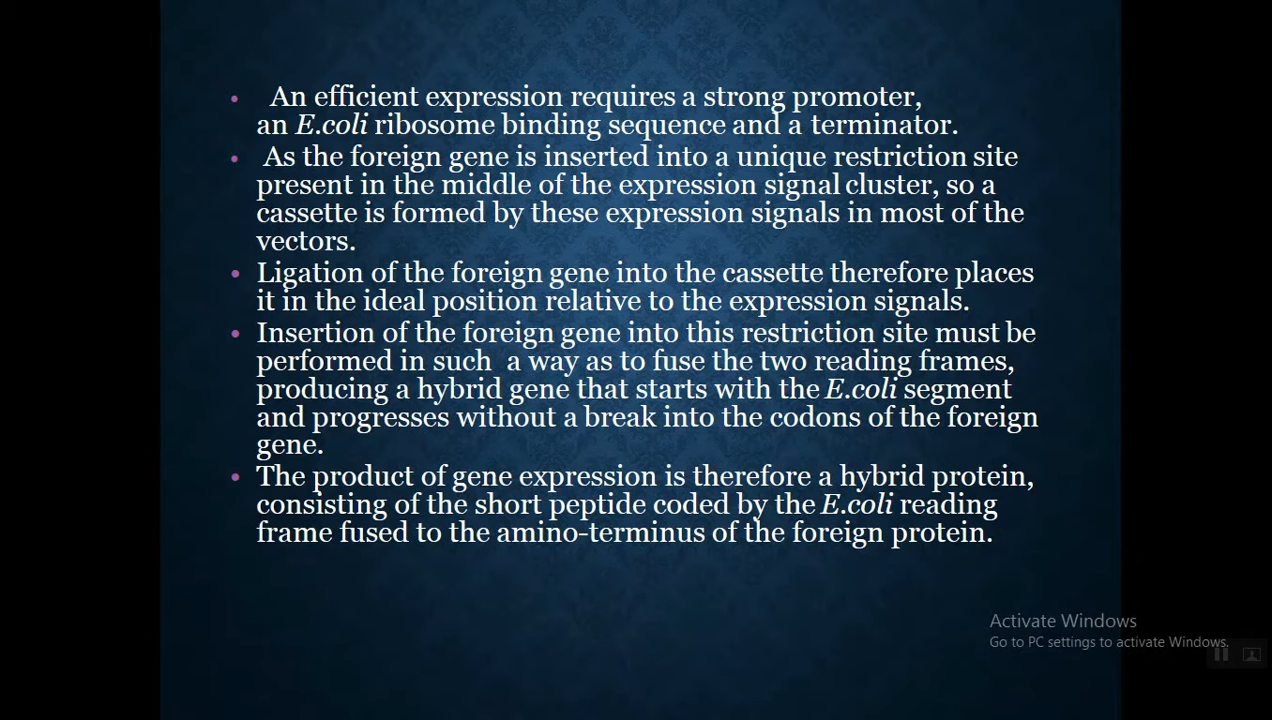 • An efficient expression requires a strong promoter,
an E.coli ribosome binding sequence and a terminator.
• As the foreign gene is inserted into a unique restriction site
present in the middle of the expression signal cluster, so a
cassette is formed by these expression signals in most of the
vectors.
• Ligation of the foreign gene into the cassette therefore places
it in the ideal position relative to the expression signals.
• Insertion of the foreign gene into this restriction site must be
performed in such a way as to fuse the two reading frames,
producing a hybrid gene that starts with the E.coli segment
and progresses without a break into the codons of the foreign
gene.
• The product of gene expression is therefore a hybrid protein,
consisting of the short peptide coded by the E.coli reading
frame fused to the amino-terminus of the foreign protein.
Activate Windows
Go to PC settings to activate Windows.